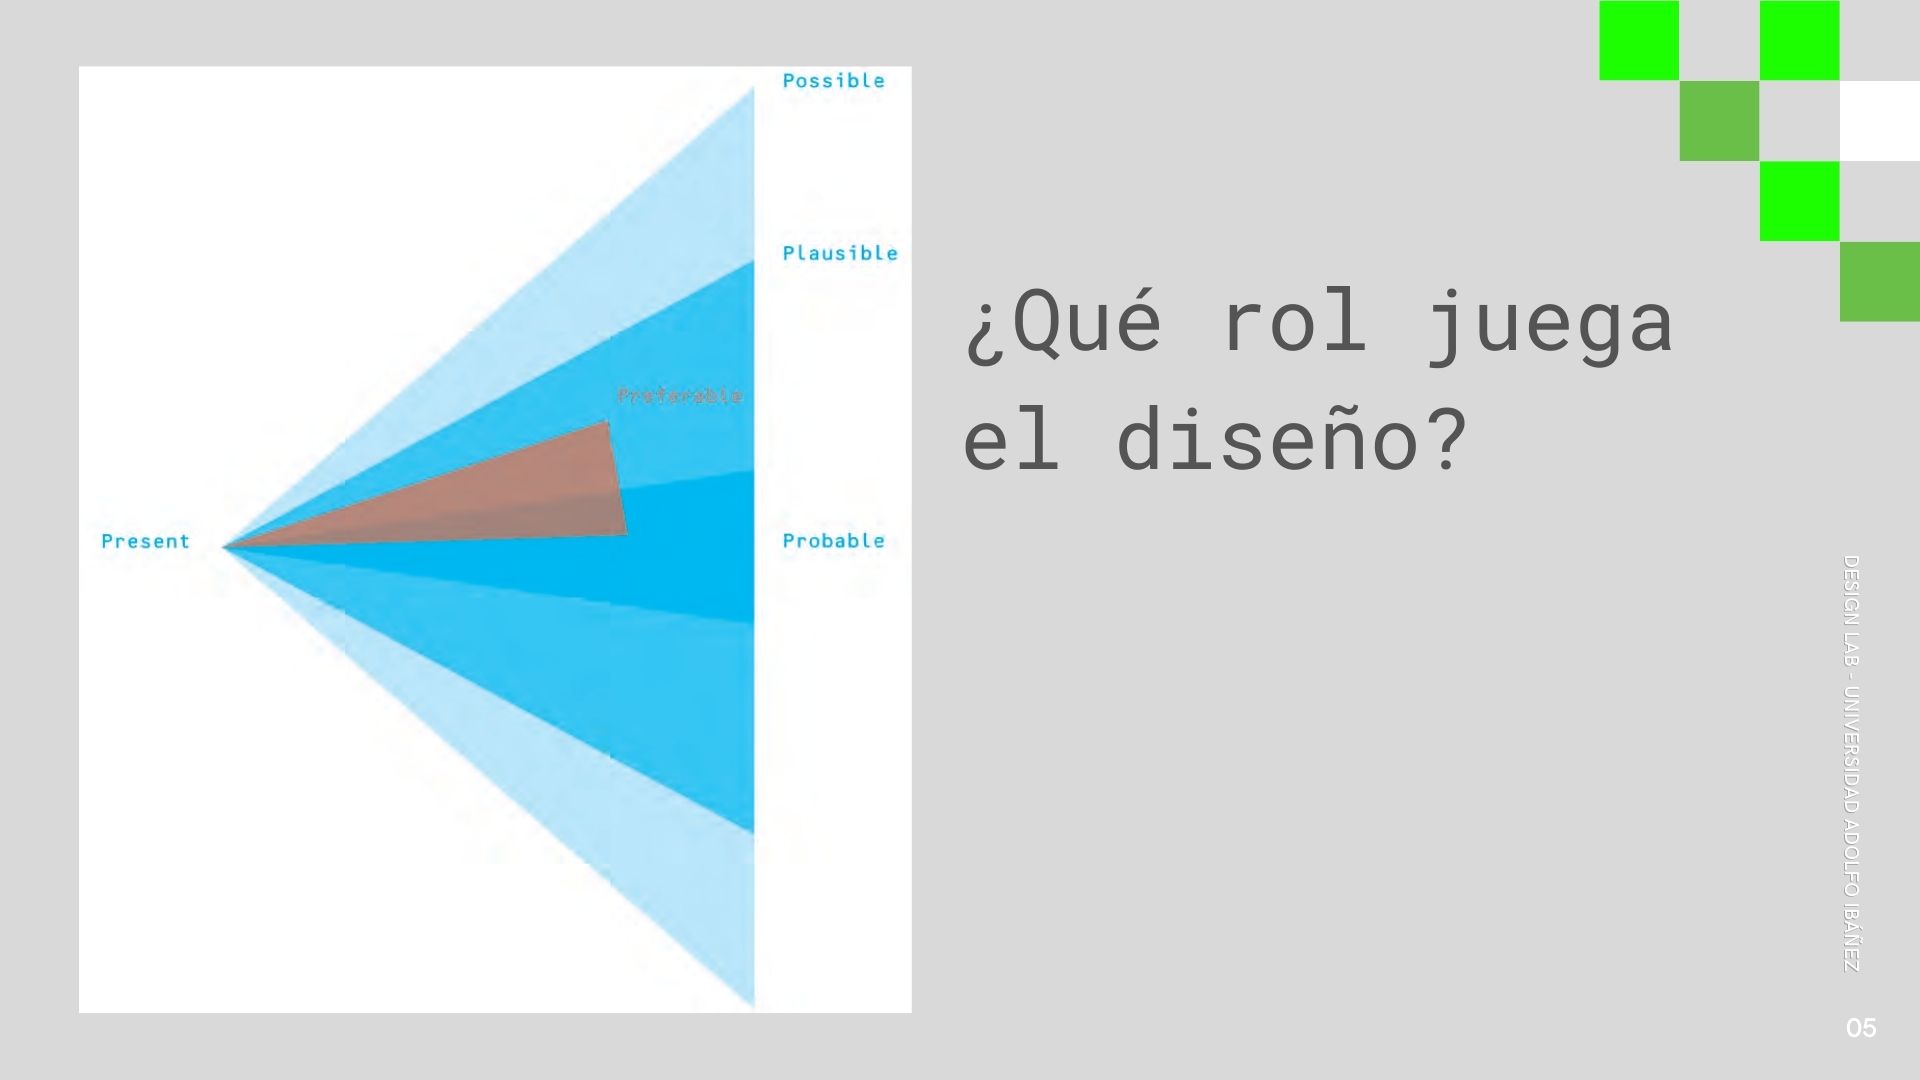 Possible
Plausible
Preferable
Present
Probable
¿Qué rol juega
el diseño?
DESIGN LAB - UNIVERSIDAD ADOLFO IBÁÑEZ
05